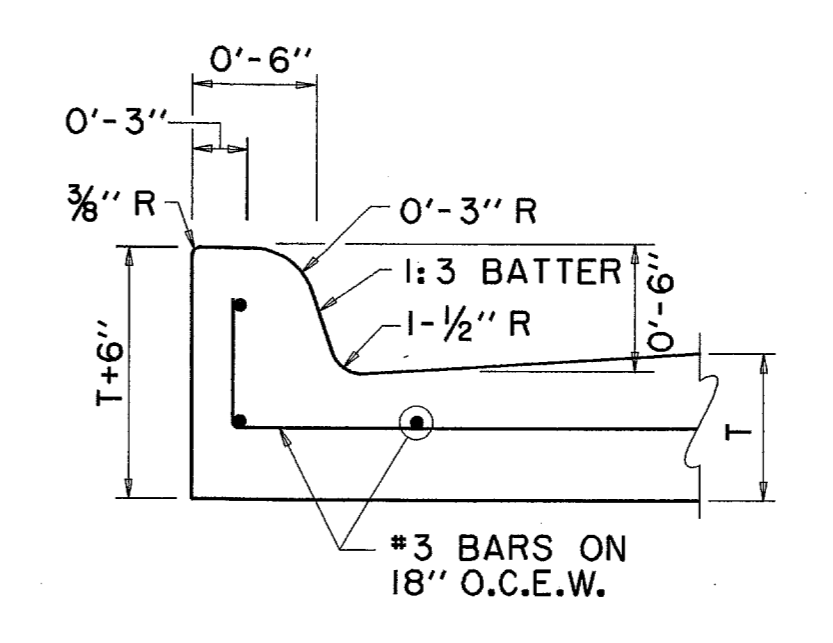 0'-6"
0'-3"
3/8" R
0'-3" R
1:3 BATTER
1-1/2" R
0'-6"
T+6"
T
#3 BARS ON
18" O.C.E.W.